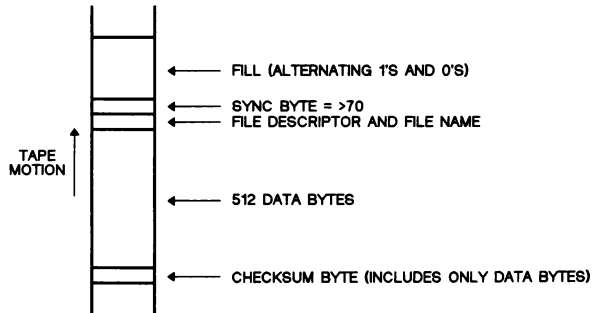 FILL (ALTERNATING 1'S AND 0'S)
SYNC BYTE = >70
FILE DESCRIPTOR AND FILE NAME
TAPE
MOTION
512 DATA BYTES
CHECKSUM BYTE (INCLUDES ONLY DATA BYTES)